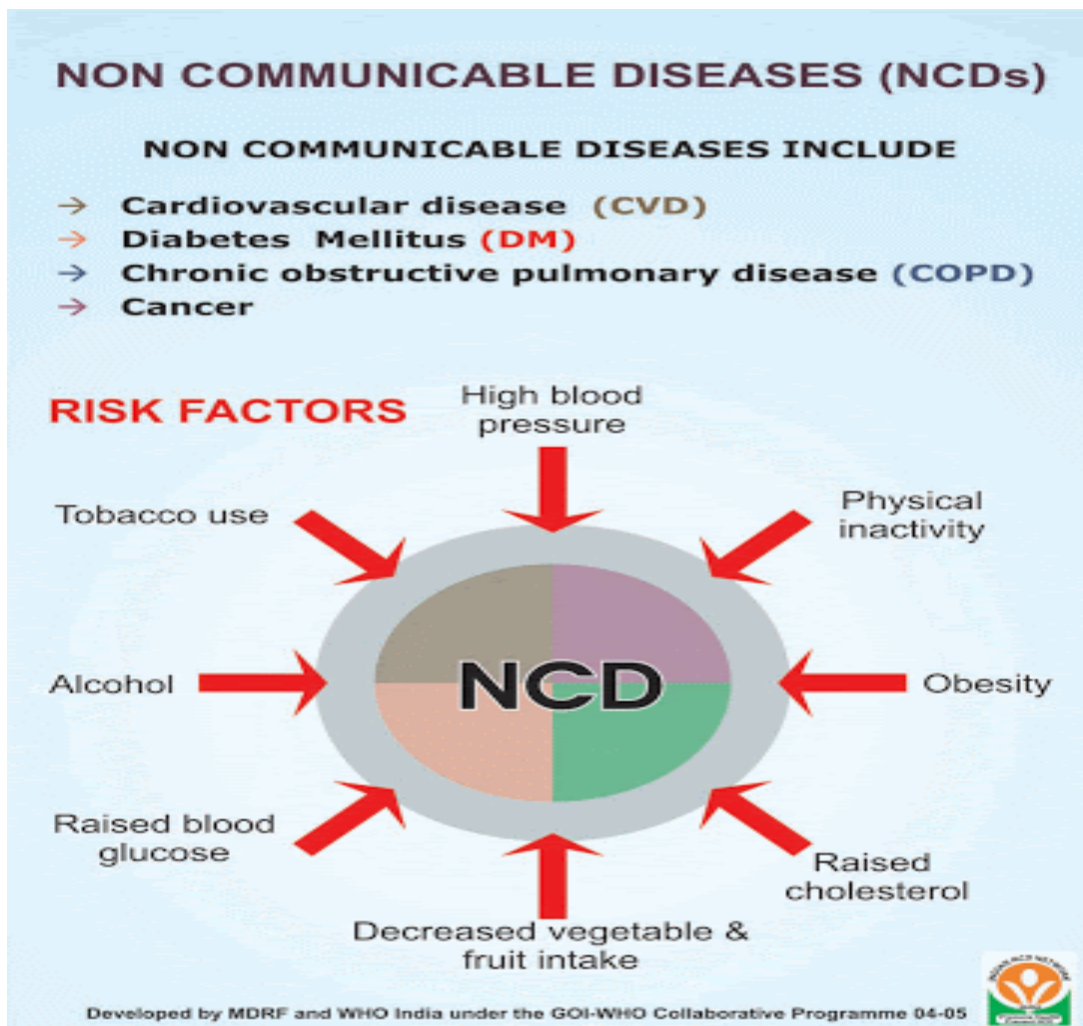 NON COMMUNICABLE DISEASES (NCDs)
NON COMMUNICABLE DISEASES INCLUDE
→ Cardiovascular disease (CVD)
→ Diabetes Mellitus (DM)
→ Chronic obstructive pulmonary disease (COPD)
→ Cancer
RISK FACTORS
High blood
pressure
Tobacco use
Physical
inactivity
Alcohol
NCD
Obesity
Raised blood
glucose
Raised
cholesterol
Decreased vegetable &
fruit intake
Developed by MDRF and WHO India under the GOI-WHO Collaborative Programme 04-05